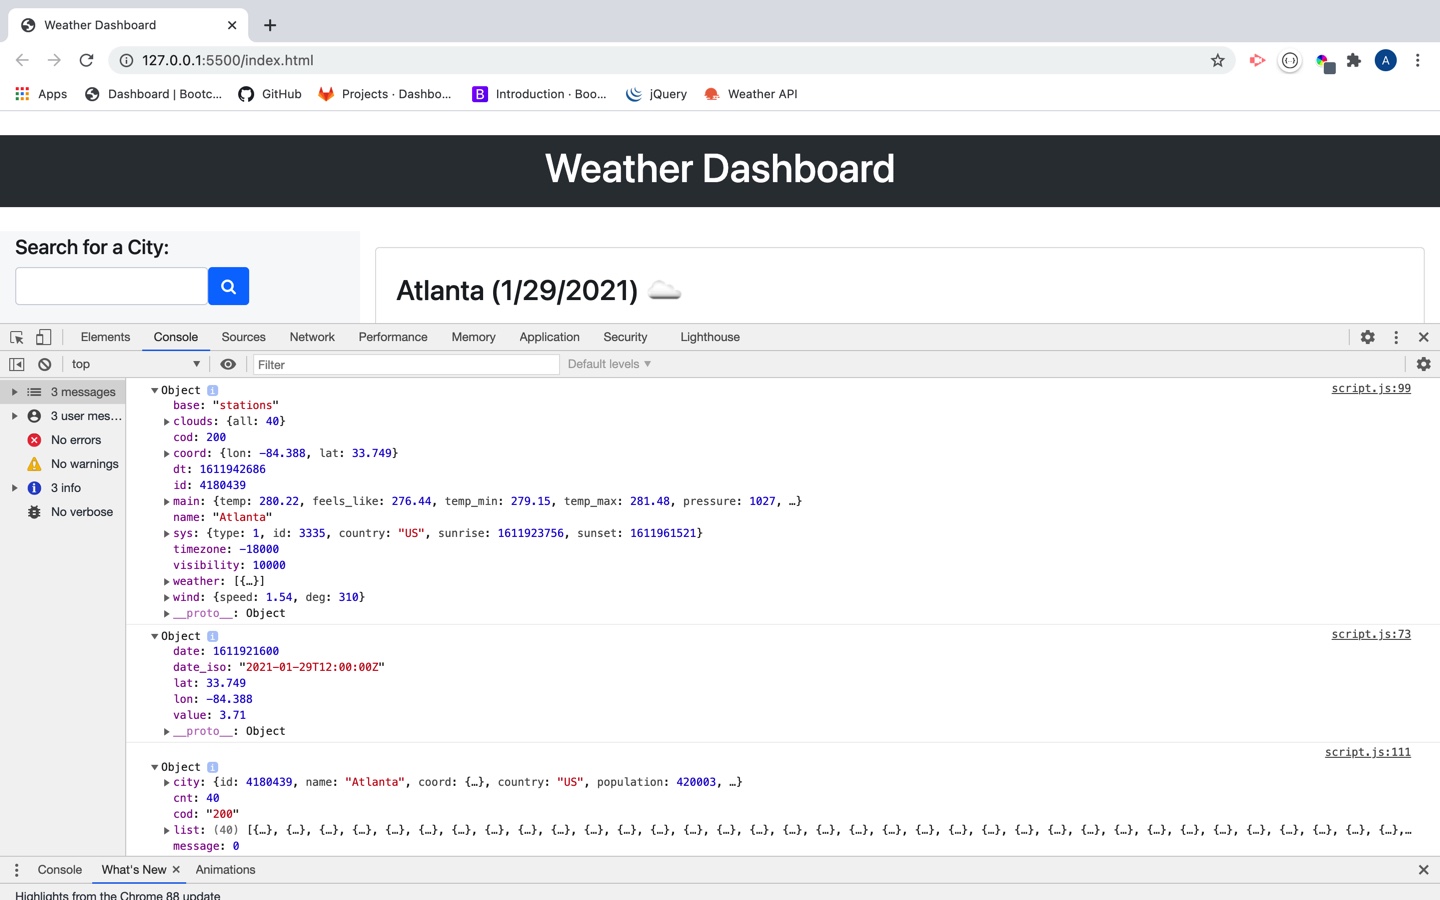 Weather Dashboard
127.0.0.1:5500/index.html
A
Apps Dashboard | Bootc... GitHub Projects · Dashbo... B Introduction · Boo... jQuery Weather API
Weather Dashboard
Search for a City:
Atlanta (1/29/2021)
Elements Console Sources Network Performance Memory Application Security Lighthouse
top Filter Default levels
3 messages
3 user mes...
No errors
No warnings
3 info
No verbose
Object i script.js:99
base: "stations"
clouds: {all: 40}
cod: 200
coord: {lon: -84.388, lat: 33.749}
dt: 1611942686
id: 4180439
main: {temp: 280.22, feels_like: 276.44, temp_min: 279.15, temp_max: 281.48, pressure: 1027, …}
name: "Atlanta"
sys: {type: 1, id: 3335, country: "US", sunrise: 1611923756, sunset: 1611961521}
timezone: -18000
visibility: 10000
weather: [{…}]
wind: {speed: 1.54, deg: 310}
__proto__: Object
Object i script.js:73
date: 1611921600
date_iso: "2021-01-29T12:00:00Z"
lat: 33.749
lon: -84.388
value: 3.71
__proto__: Object
script.js:111
Object i
city: {id: 4180439, name: "Atlanta", coord: {…}, country: "US", population: 420003, …}
cnt: 40
cod: "200"
list: (40) [{…}, {…}, {…}, {…}, {…}, {…}, {…}, {…}, {…}, {…}, {…}, {…}, {…}, {…}, {…}, {…}, {…}, {…}, {…}, {…}, {…}, {…}, {…}, {…}, {…}, {…}, {…}, {…}, {…}, {…}, {…}, {…}, {…}, {…}, {…},…
message: 0
Console What's New Animations
Highlights from the Chrome 88 update